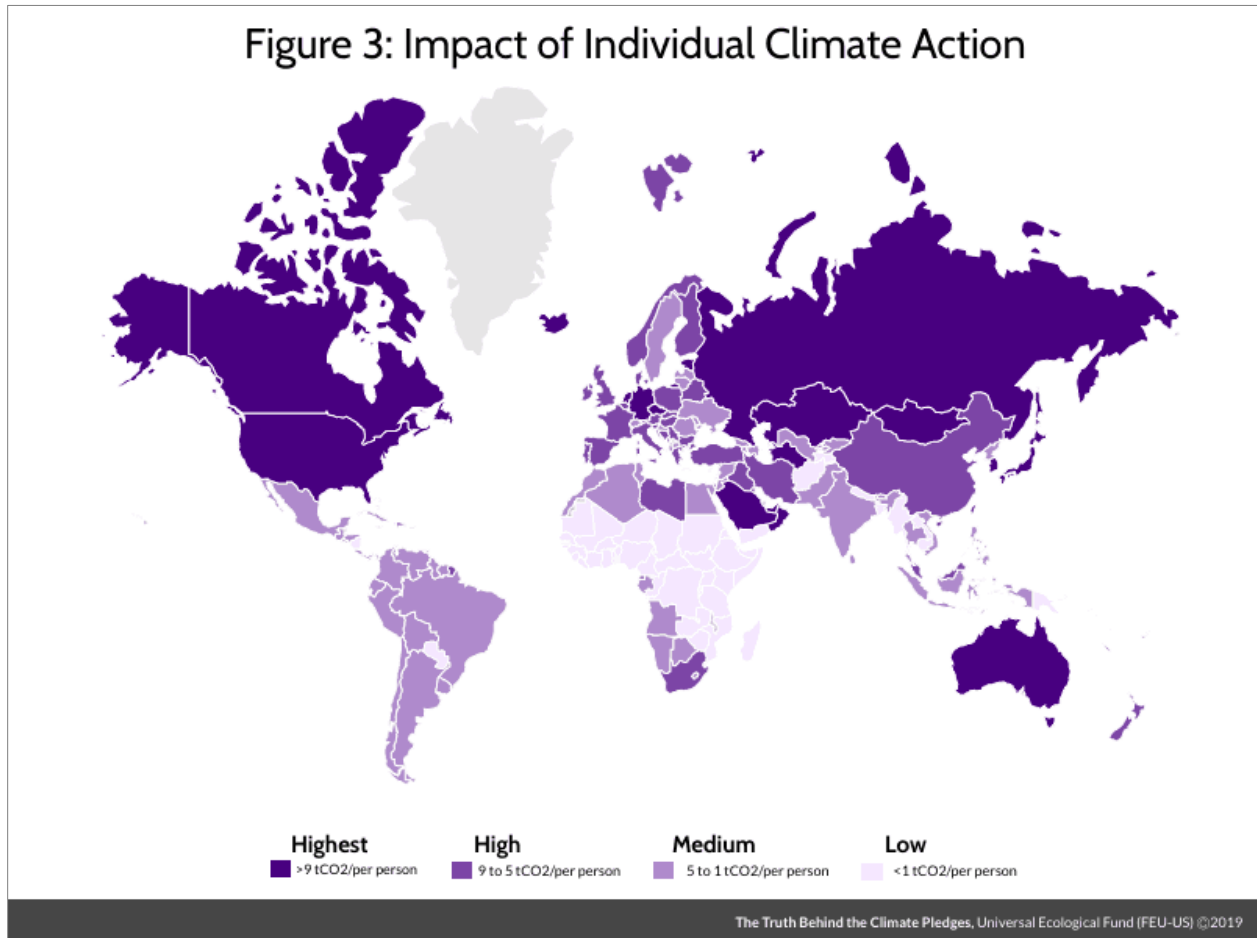 Figure 3: Impact of Individual Climate Action
Highest
>9 tCO2/per person
High
9 to 5 tCO2/per person
Medium
5 to 1 tCO2/per person
Low
<1 tCO2/per person
The Truth Behind the Climate Pledges, Universal Ecological Fund (FEU-US) ©2019